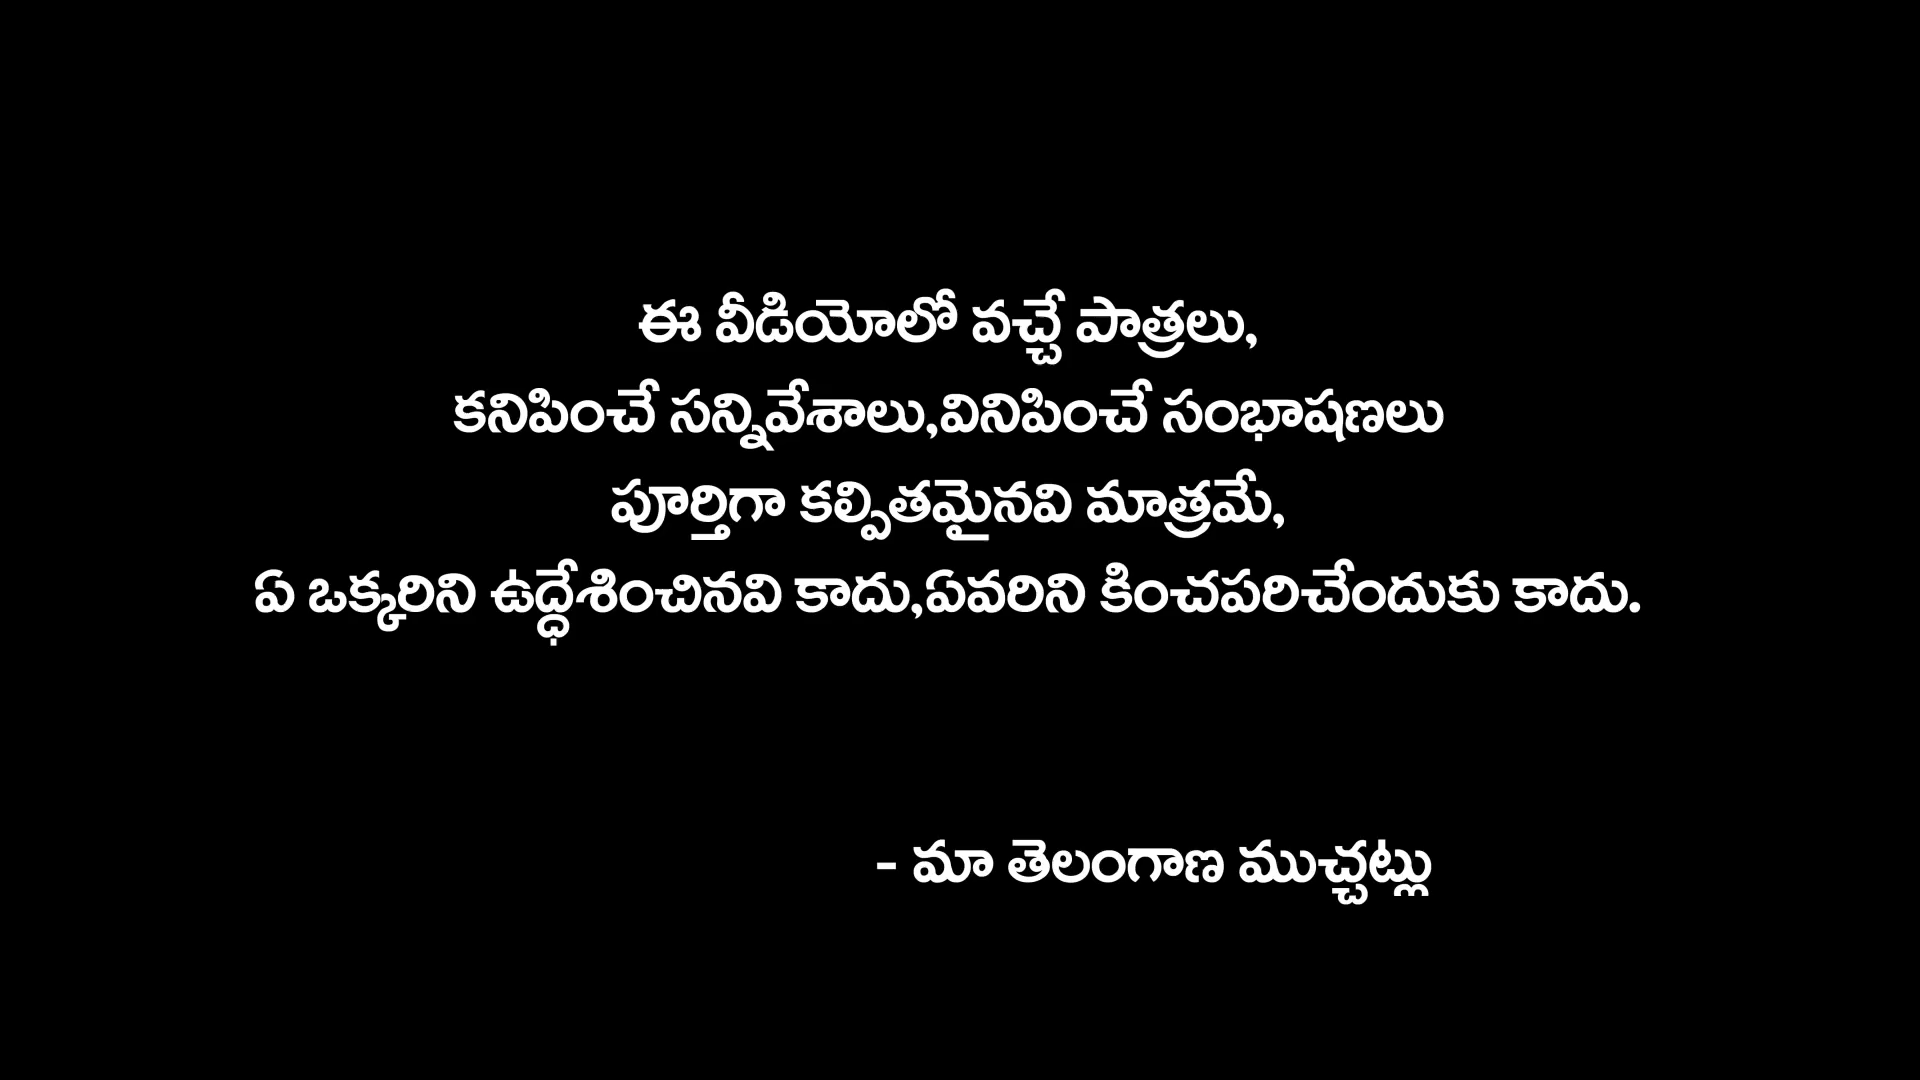 ఈ వీడియోలో వచ్చే పాత్రలు,
కనిపించే సన్నివేశాలు,వినిపించే సంభాషణలు
పూర్తిగా కల్పితమైనవి మాత్రమే,
ఏ ఒక్కరిని ఉద్ధేశించినవి కాదు,ఏవరిని కించపరిచేందుకు కాదు.
- మా తెలంగాణ ముచ్చట్లు